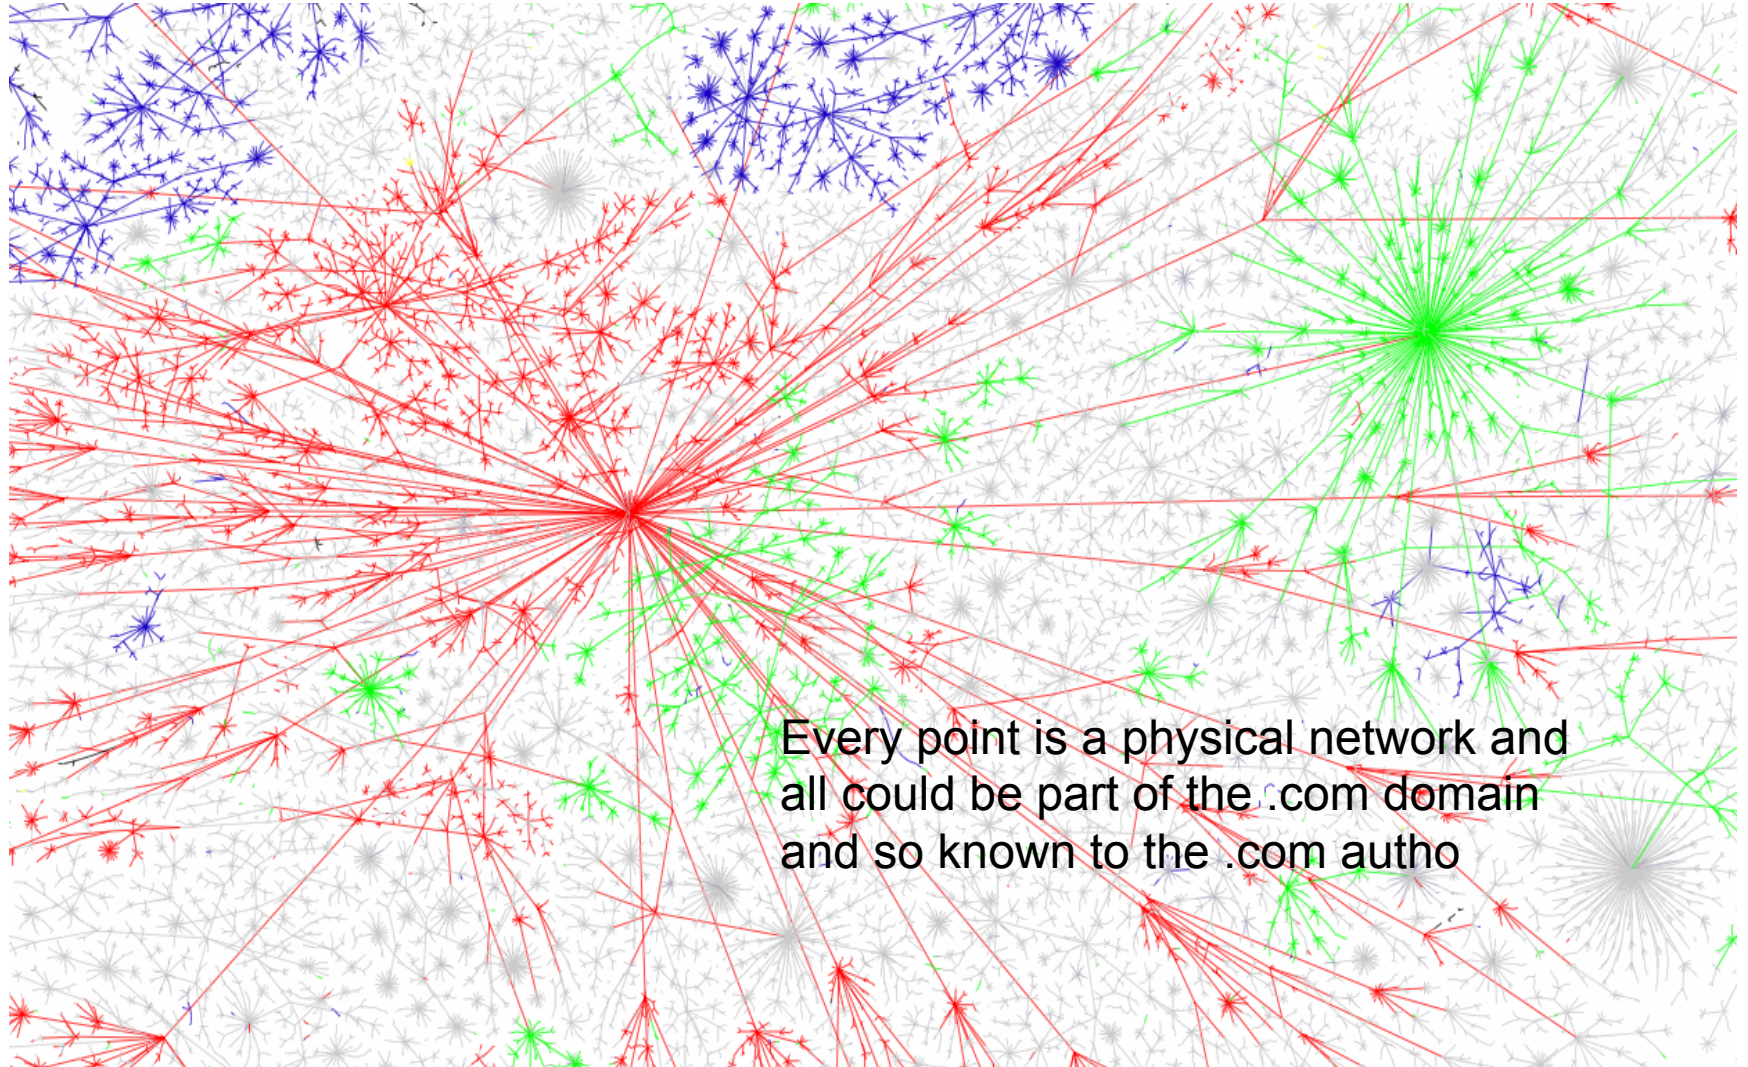 Every point is a physical network and
all could be part of the .com domain
and so known to the .com autho